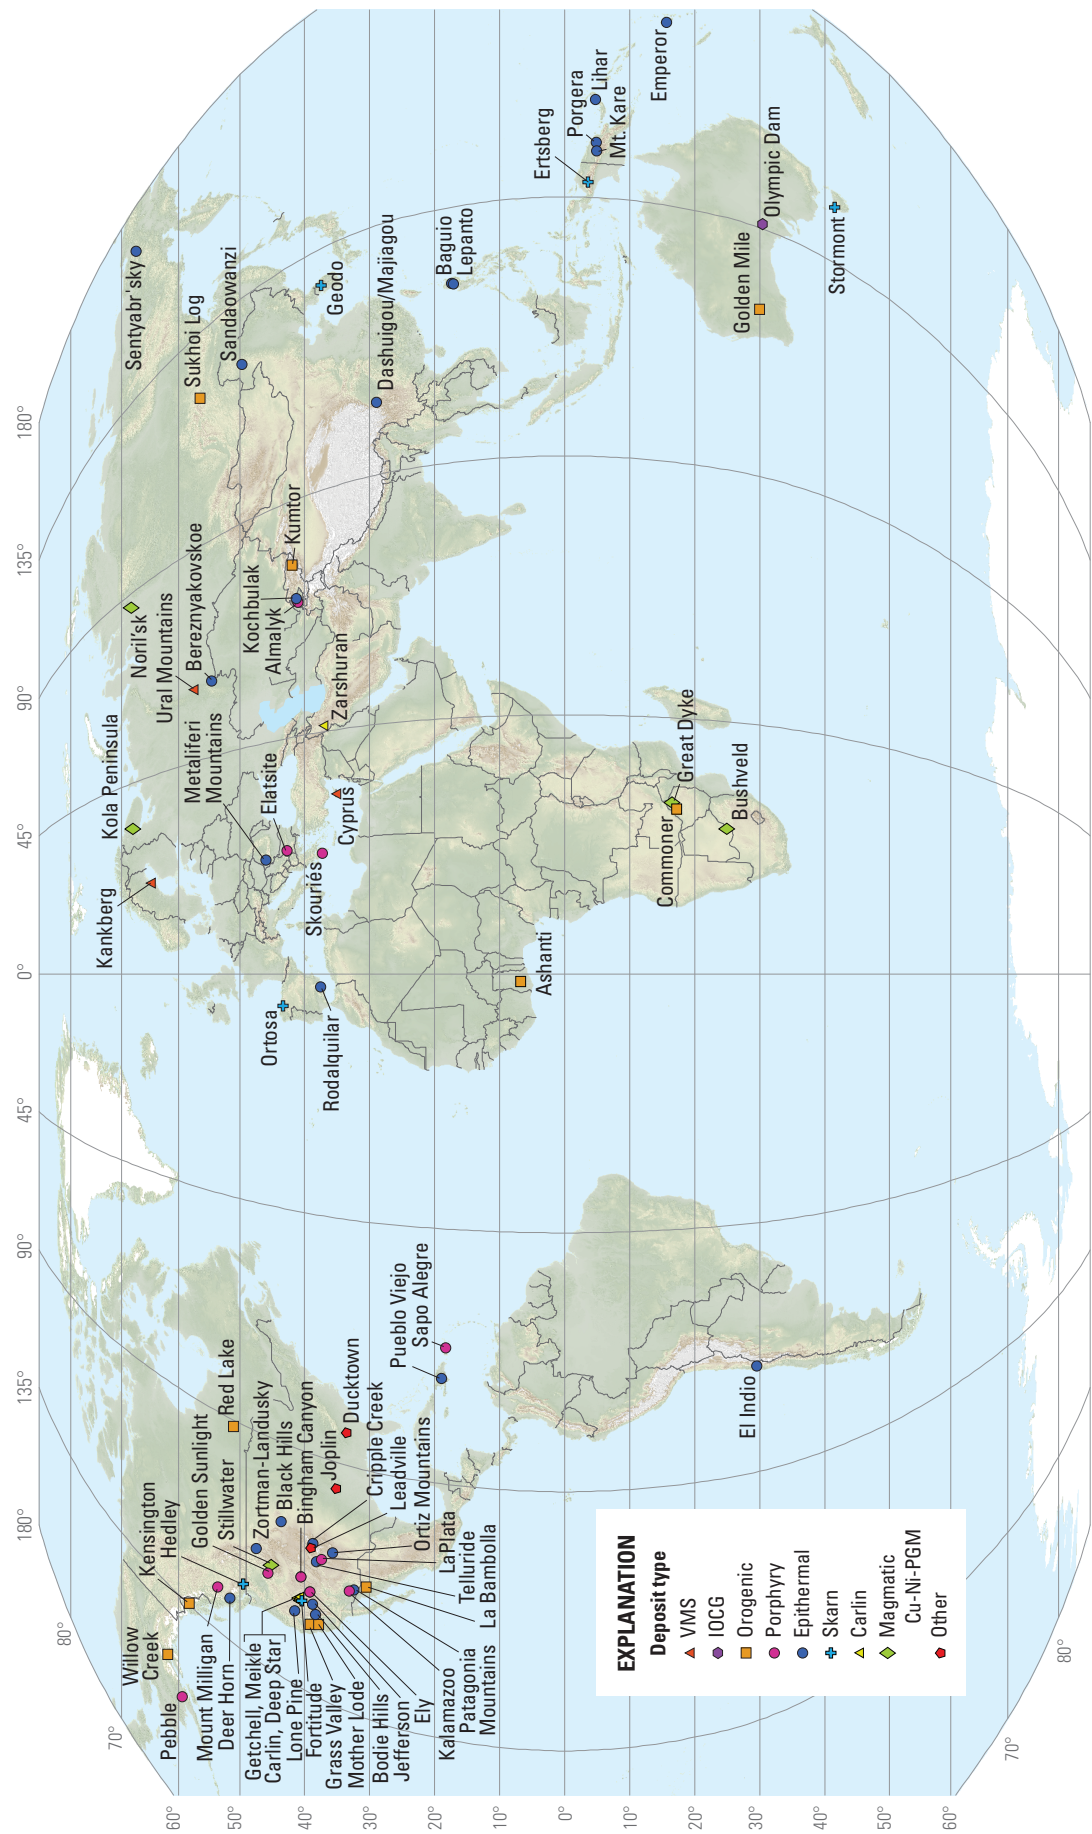 180°
135°
90°
45°
0°
45°
90°
135°
180°
80°
70°
60°
50°
40°
30°
20°
10°
0°
10°
20°
30°
40°
50°
60°
70°
80°
Pebble
Willow
Creek
Kensington
Hedley
Mount Milligan
Deer Horn
Golden Sunlight
Stillwater
Red Lake
Zortman-Landusky
Black Hills
Bingham Canyon
Joplin
Ducktown
Cripple Creek
Leadville
Ortiz Mountains
La Plata
Telluride
La Bambolla
Getchell, Meikle
Carlin, Deep Star
Lone Pine
Fortitude
Grass Valley
Mother Lode
Bodie Hills
Jefferson
Ely
Kalamazoo
Patagonia
Mountains
Pueblo Viejo
Sapo Alegre
El Indio
Kankberg
Kola Peninsula
Noril'sk
Ural Mountains
Bereznyakovskoe
Metaliferi
Mountains
Elatsite
Skouriés
Cyprus
Ortosa
Rodalquilar
Zarshuran
Kochbulak
Almalyk
Kumtor
Ashanti
Commoner
Great Dyke
Bushveld
Sentyabr'sky
Sukhoi Log
Sandaowanzi
Geodo
Dashuigou/Majiagou
Baguio
Lepanto
Ertsberg
Porgera
Lihar
Mt. Kare
Emperor
Golden Mile
Olympic Dam
Stormont
EXPLANATION
Deposit type
VMS
IOCG
Orogenic
Porphyry
Epithermal
Skarn
Carlin
Magmatic
Cu-Ni-PGM
Other